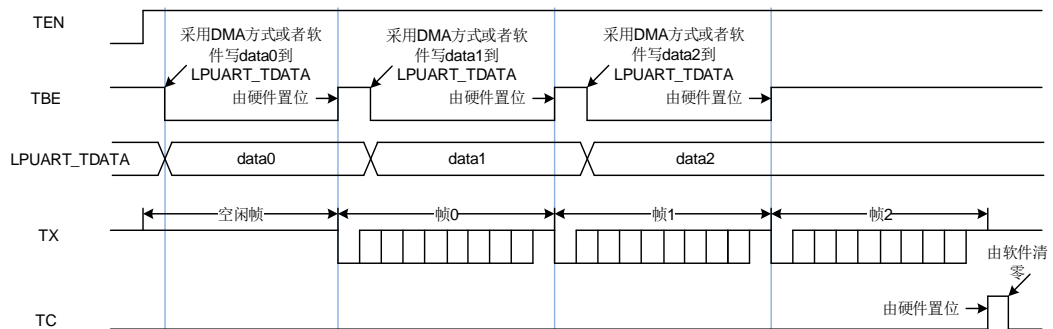 TEN
采用DMA方式或者软
件写data0到
LPUART_TDATA
采用DMA方式或者软
件写data1到
LPUART_TDATA
采用DMA方式或者软
件写data2到
LPUART_TDATA
TBE
由硬件置位
由硬件置位
由硬件置位
LPUART_TDATA
data0
data1
data2
空闲帧
帧0
帧1
帧2
TX
由软件清
零
由硬件置位
TC